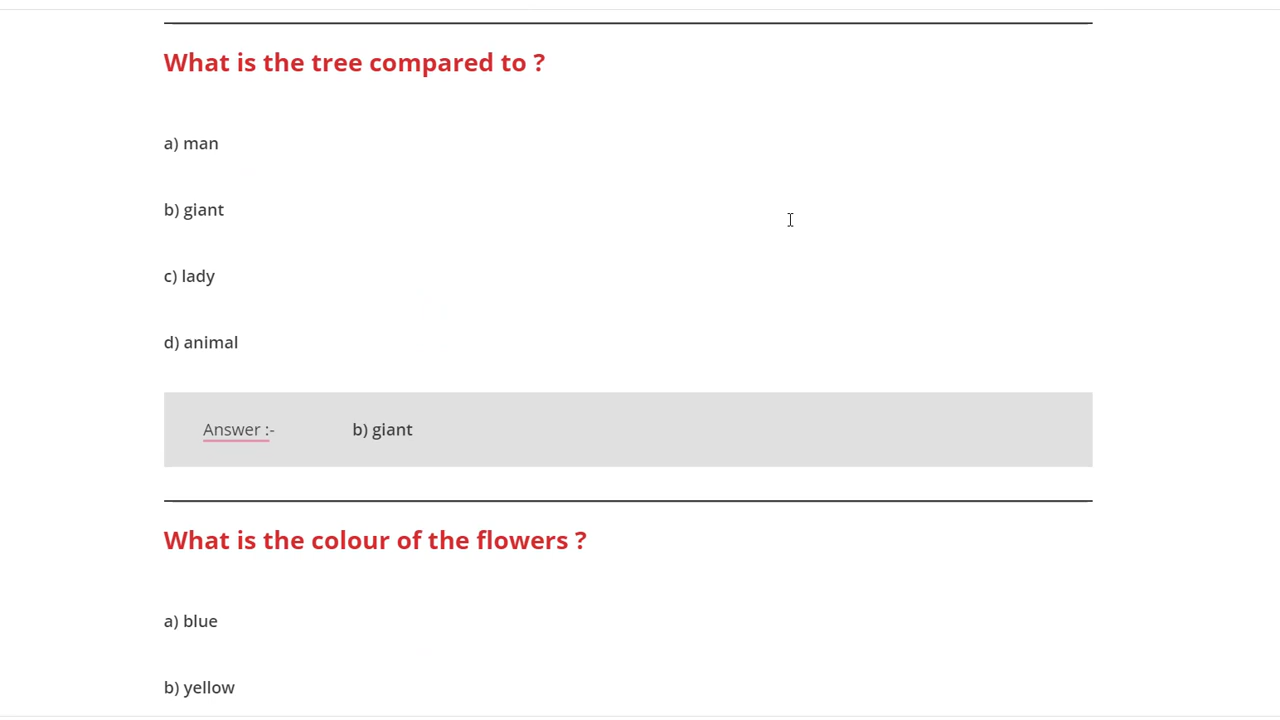 What is the tree compared to ?
a) man
b) giant
c) lady
d) animal
Answer :- b) giant
What is the colour of the flowers ?
a) blue
b) yellow